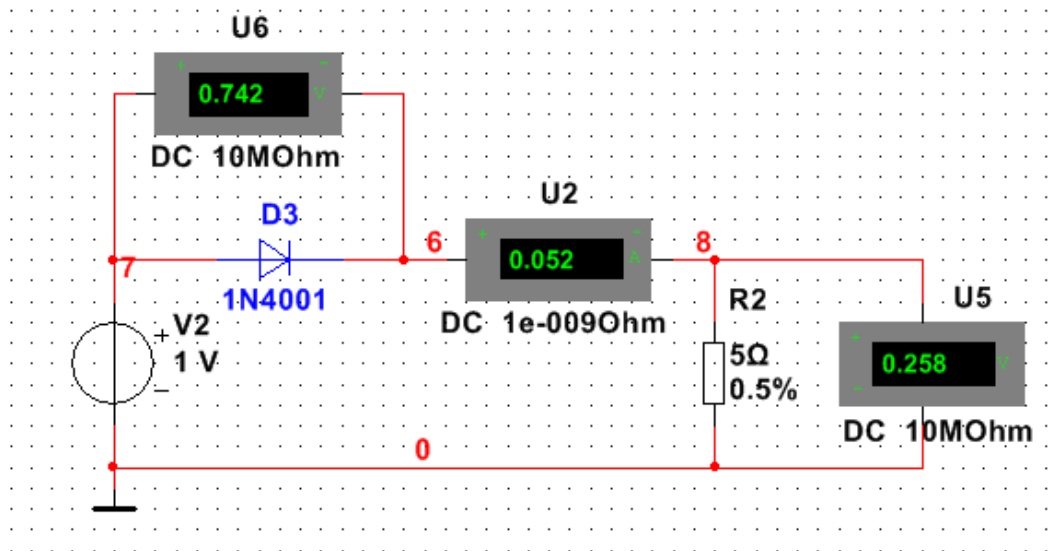 U6
+ -
0.742 V
DC 10MOhm
D3
1N4001
7
6
U2
+ -
0.052 A
DC 1e-009Ohm
8
V2
1 V
+
-
R2
5Ω
0.5%
U5
+
0.258 V
-
DC 10MOhm
0